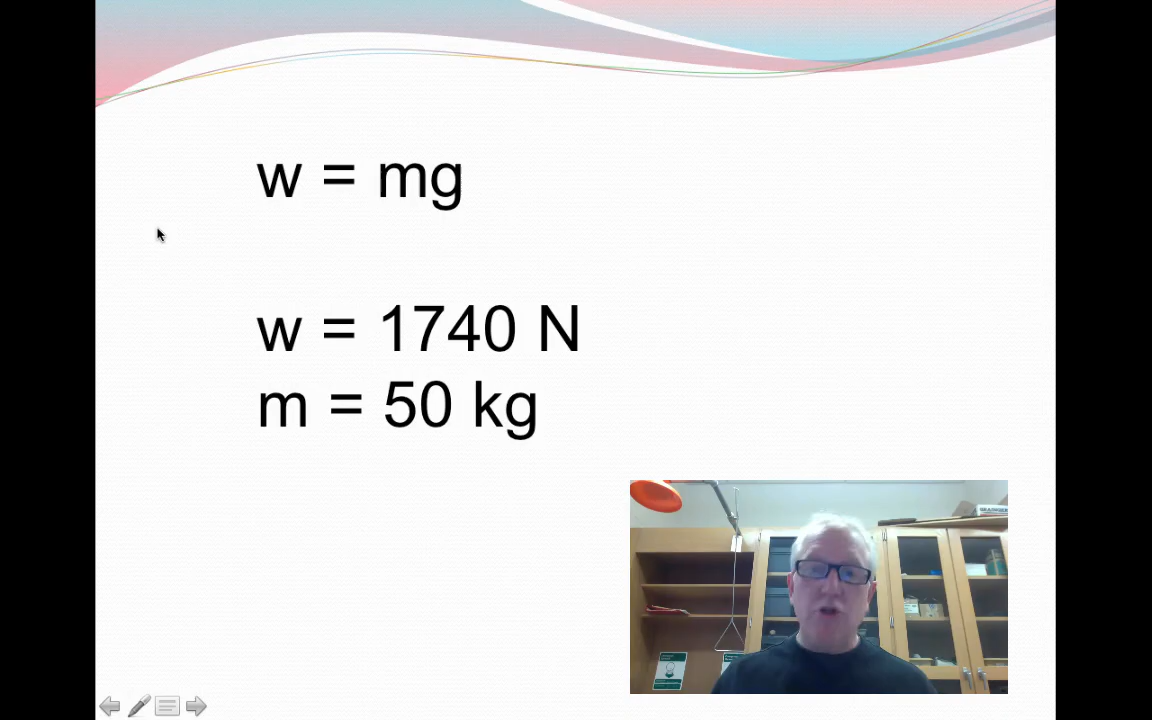 w = mg
w = 1740 N
m = 50 kg